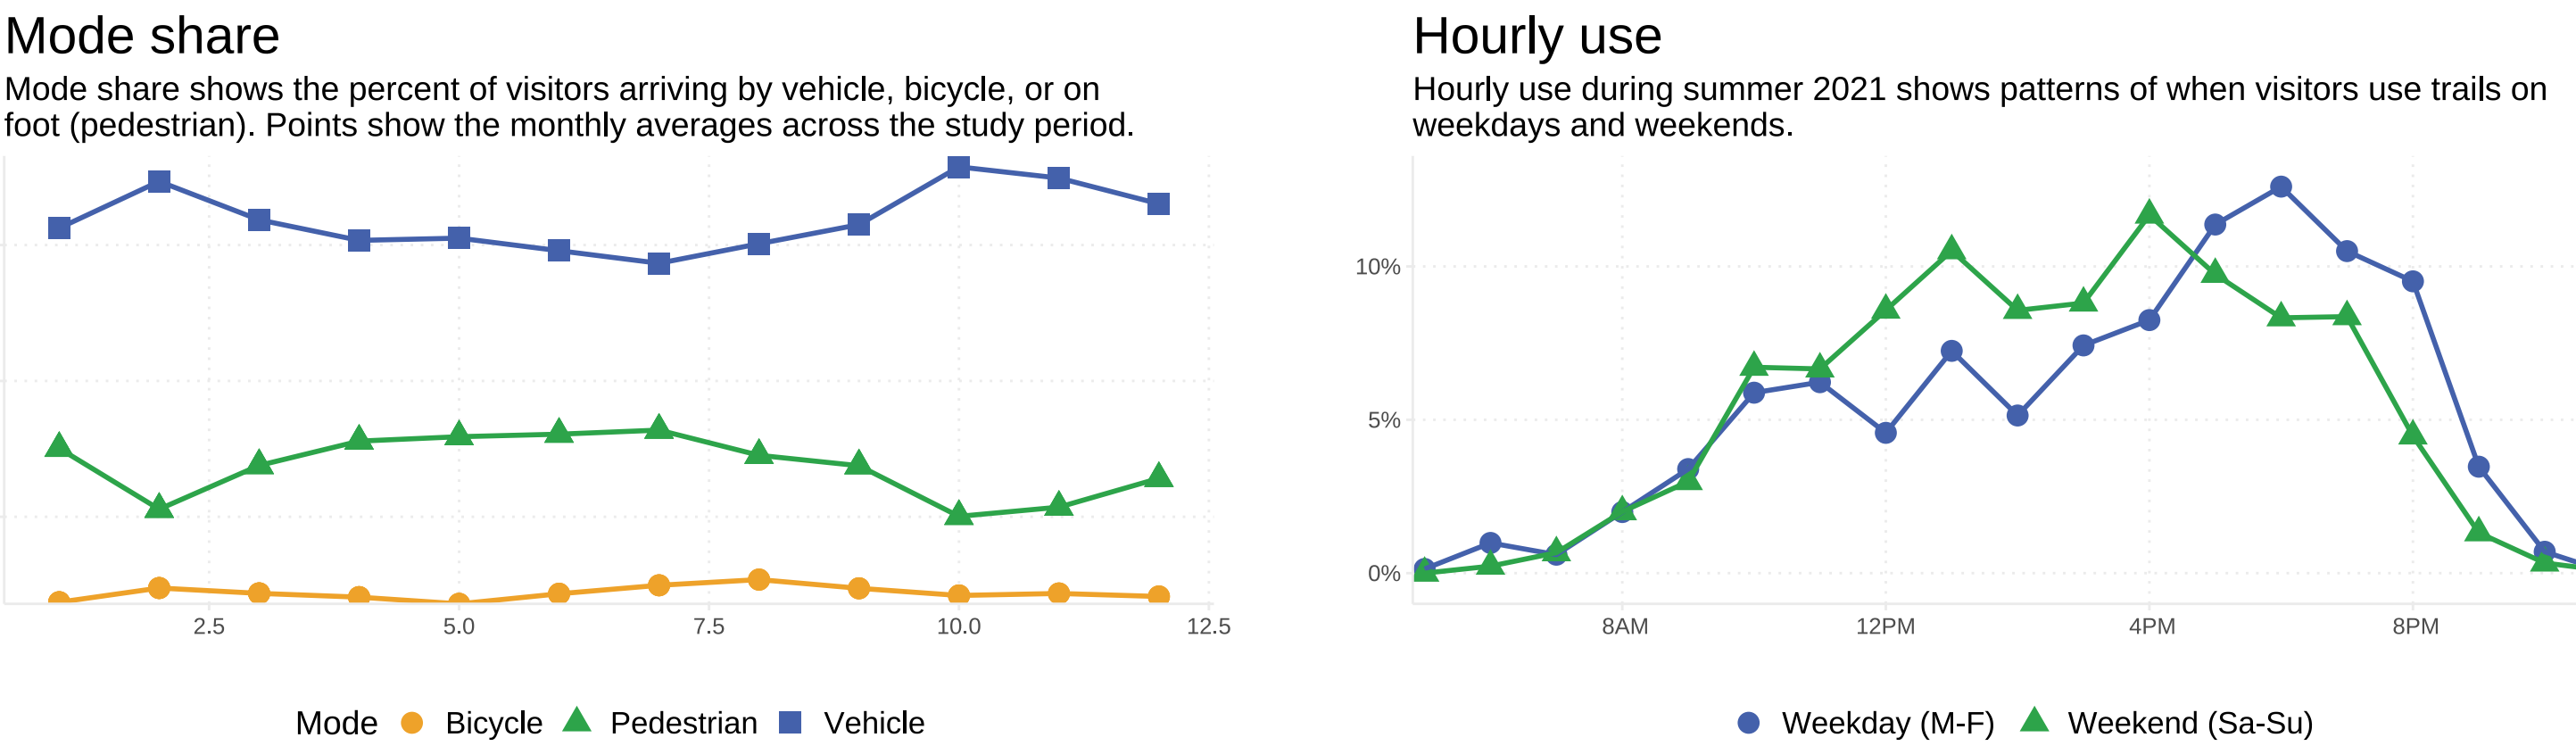 Mode share
Mode share shows the percent of visitors arriving by vehicle, bicycle, or on
foot (pedestrian). Points show the monthly averages across the study period.
2.5 5.0 7.5 10.0 12.5
Mode Bicycle Pedestrian Vehicle
Hourly use
Hourly use during summer 2021 shows patterns of when visitors use trails on
weekdays and weekends.
10%
5%
0%
8AM 12PM 4PM 8PM
Weekday (M-F) Weekend (Sa-Su)